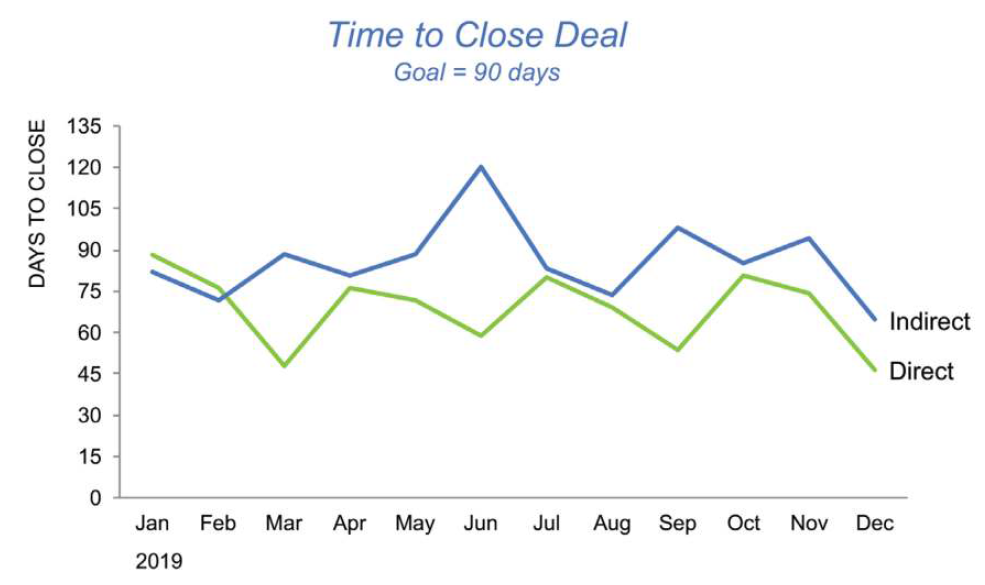 Time to Close Deal
Goal = 90 days
DAYS TO CLOSE
135
120
105
90
75
60
45
30
15
0
Indirect
Direct
Jan Feb Mar Apr May Jun Jul Aug Sep Oct Nov Dec
2019